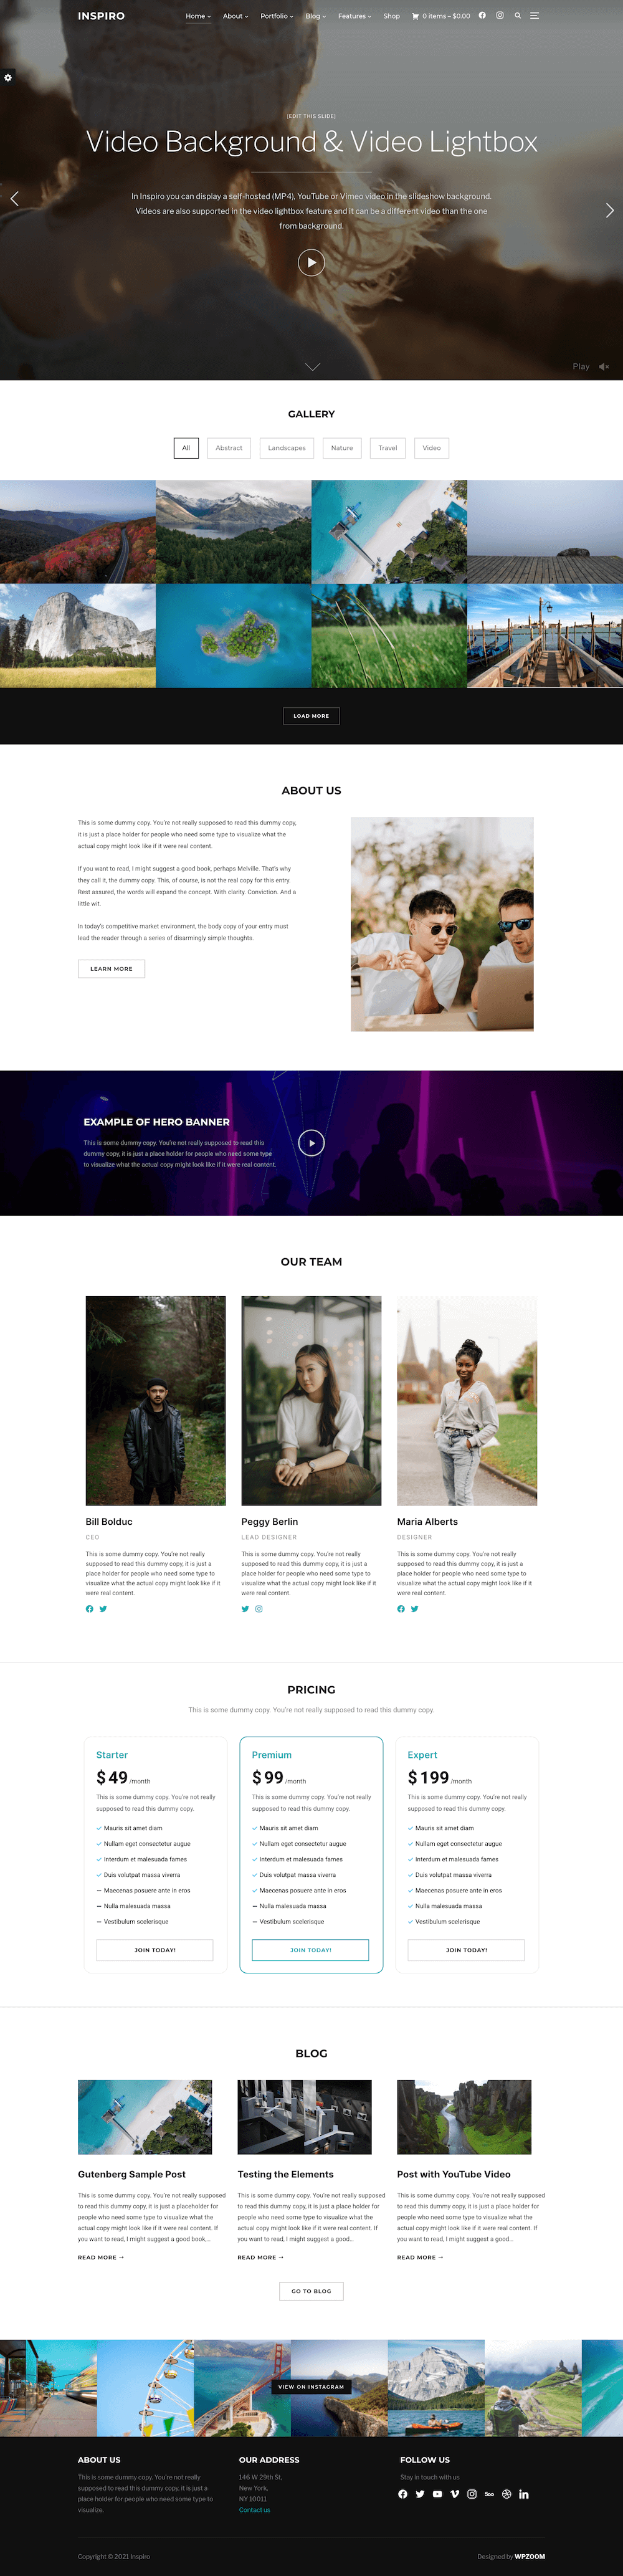 INSPIRO
Home About Portfolio Blog Features Shop 0 items – $0.00
[EDIT THIS SLIDE]
Video Background & Video Lightbox
In Inspiro you can display a self-hosted (MP4), YouTube or Vimeo video in the slideshow background.
Videos are also supported in the video lightbox feature and it can be a different video than the one
from background.
Play
GALLERY
All Abstract Landscapes Nature Travel Video
LOAD MORE
ABOUT US
This is some dummy copy. You're not really supposed to read this dummy copy,
it is just a place holder for people who need some type to visualize what the
actual copy might look like if it were real content.
If you want to read, I might suggest a good book, perhaps Melville. That's why
they call it, the dummy copy. This, of course, is not the real copy for this entry.
Rest assured, the words will expand the concept. With clarity. Conviction. And a
little wit.
In today's competitive market environment, the body copy of your entry must
lead the reader through a series of disarmingly simple thoughts.
LEARN MORE
EXAMPLE OF HERO BANNER
This is some dummy copy. You're not really supposed to read this
dummy copy, it is just a place holder for people who need some type
to visualize what the actual copy might look like if it were real content.
OUR TEAM
Bill Bolduc
CEO
This is some dummy copy. You're not really
supposed to read this dummy copy, it is just a
place holder for people who need some type to
visualize what the actual copy might look like if it
were real content.
Peggy Berlin
LEAD DESIGNER
This is some dummy copy. You're not really
supposed to read this dummy copy, it is just a
place holder for people who need some type to
visualize what the actual copy might look like if it
were real content.
Maria Alberts
DESIGNER
This is some dummy copy. You're not really
supposed to read this dummy copy, it is just a
place holder for people who need some type to
visualize what the actual copy might look like if it
were real content.
PRICING
This is some dummy copy. You're not really supposed to read this dummy copy.
Starter
$49 /month
This is some dummy copy. You're not really
supposed to read this dummy copy.
Mauris sit amet diam
Nullam eget consectetur augue
Interdum et malesuada fames
Duis volutpat massa viverra
Maecenas posuere ante in eros
Nulla malesuada massa
Vestibulum scelerisque
JOIN TODAY!
Premium
$99 /month
This is some dummy copy. You're not really
supposed to read this dummy copy.
Mauris sit amet diam
Nullam eget consectetur augue
Interdum et malesuada fames
Duis volutpat massa viverra
Maecenas posuere ante in eros
Nulla malesuada massa
Vestibulum scelerisque
JOIN TODAY!
Expert
$199 /month
This is some dummy copy. You're not really
supposed to read this dummy copy.
Mauris sit amet diam
Nullam eget consectetur augue
Interdum et malesuada fames
Duis volutpat massa viverra
Maecenas posuere ante in eros
Nulla malesuada massa
Vestibulum scelerisque
JOIN TODAY!
BLOG
Gutenberg Sample Post
This is some dummy copy. You're not really supposed
to read this dummy copy, it is just a placeholder for
people who need some type to visualize what the
actual copy might look like if it were real content. If
you want to read, I might suggest a good book,...
READ MORE →
Testing the Elements
This is some dummy copy. You're not really supposed
to read this dummy copy, it is just a place holder for
people who need some type to visualize what the
actual copy might look like if it were real content. If
you want to read, I might suggest a good...
READ MORE →
Post with YouTube Video
This is some dummy copy. You're not really supposed
to read this dummy copy, it is just a place holder for
people who need some type to visualize what the
actual copy might look like if it were real content. If
you want to read, I might suggest a good...
READ MORE →
GO TO BLOG
VIEW ON INSTAGRAM
ABOUT US
This is some dummy copy. You're not really
supposed to read this dummy copy, it is just a
place holder for people who need some type to
visualize.
OUR ADDRESS
146 W 29th St,
New York,
NY 10011
Contact us
FOLLOW US
Stay in touch with us
Copyright © 2021 Inspiro
Designed by WPZOOM